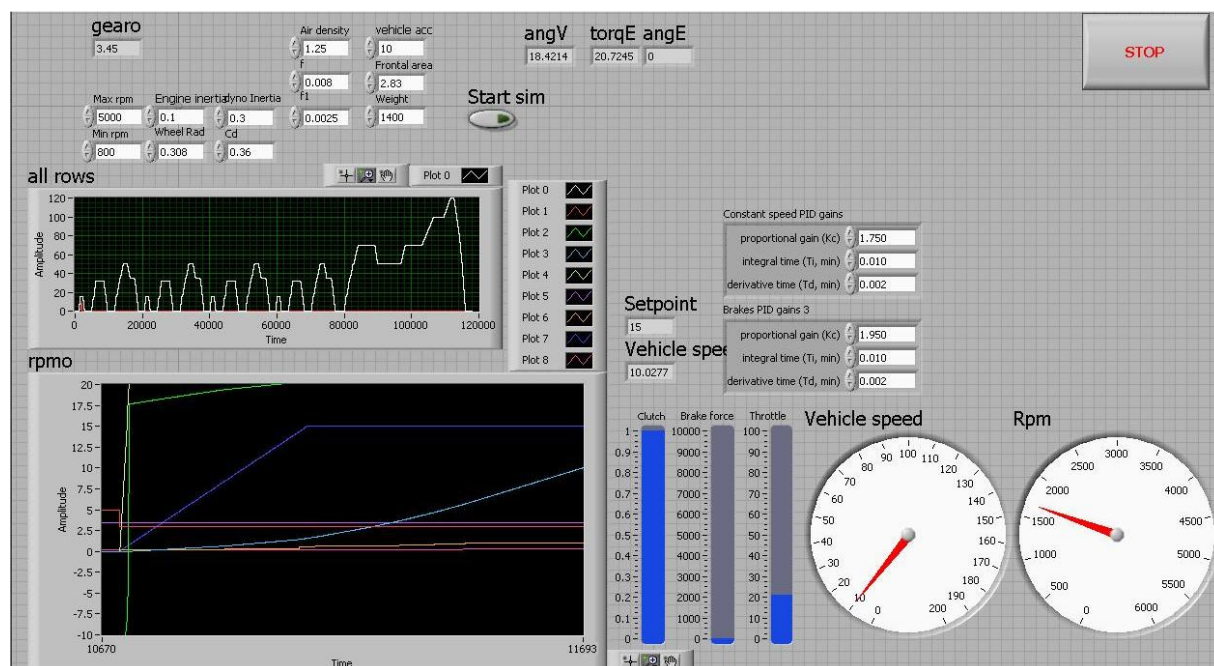 gearo
3.45
Air density
1.25
vehicle acc
10
f
0.008
Frontal area
2.83
f1
0.0025
Weight
1400
Max rpm
5000
Engine inertia
0.1
dyno Inertia
0.3
Min rpm
800
Wheel Rad
0.308
Cd
0.36
angV
18.4214
torqE
20.7245
angE
0
Start sim
STOP
all rows
Plot 0
120
100
80
60
40
20
0
Amplitude
0 20000 40000 60000 80000 100000 120000
Time
Plot 0
Plot 1
Plot 2
Plot 3
Plot 4
Plot 5
Plot 6
Plot 7
Plot 8
rpmo
20
17.5
15
12.5
10
7.5
5
2.5
0
-2.5
-5
-7.5
-10
Amplitude
10670 11693
Time
Setpoint
15
Vehicle spee
10.0277
Constant speed PID gains
proportional gain (Kc) 1.750
integral time (Ti, min) 0.010
derivative time (Td, min) 0.002
Brakes PID gains 3
proportional gain (Kc) 1.950
integral time (Ti, min) 0.010
derivative time (Td, min) 0.002
Clutch
1
0.9
0.8
0.7
0.6
0.5
0.4
0.3
0.2
0.1
0
Brake force
10000
9000
8000
7000
6000
5000
4000
3000
2000
1000
0
Throttle
100
90
80
70
60
50
40
30
20
10
0
Vehicle speed
0 10 20 30 40 50 60 70 80 90 100 110 120 130 140 150 160 170 180 190 200
Rpm
0 500 1000 1500 2000 2500 3000 3500 4000 4500 5000 5500 6000